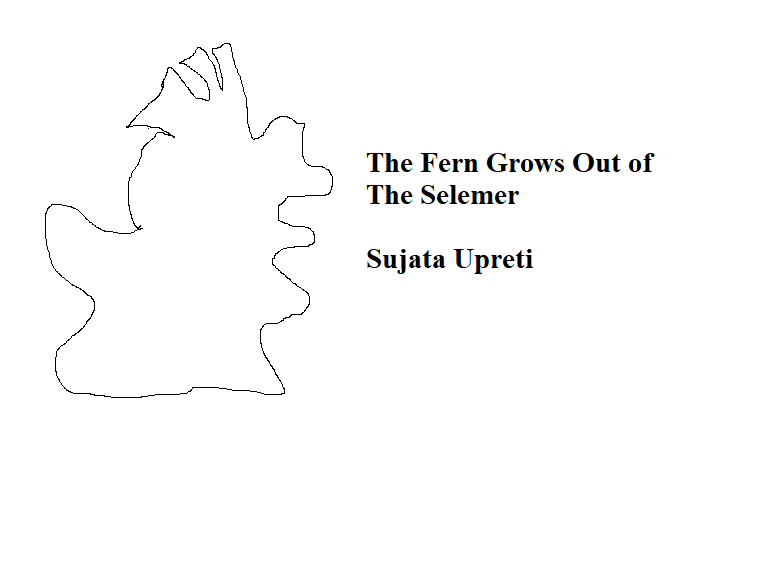 The Fern Grows Out of
The Selemer
Sujata Upreti